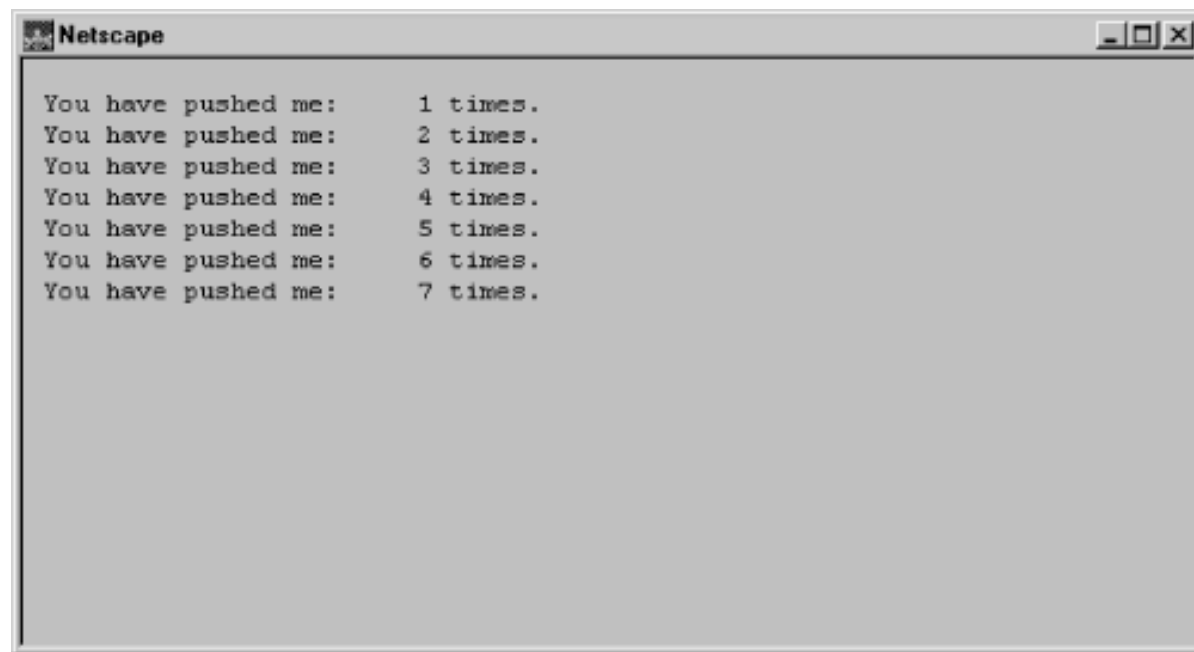 Netscape
You have pushed me:     1 times.
You have pushed me:     2 times.
You have pushed me:     3 times.
You have pushed me:     4 times.
You have pushed me:     5 times.
You have pushed me:     6 times.
You have pushed me:     7 times.